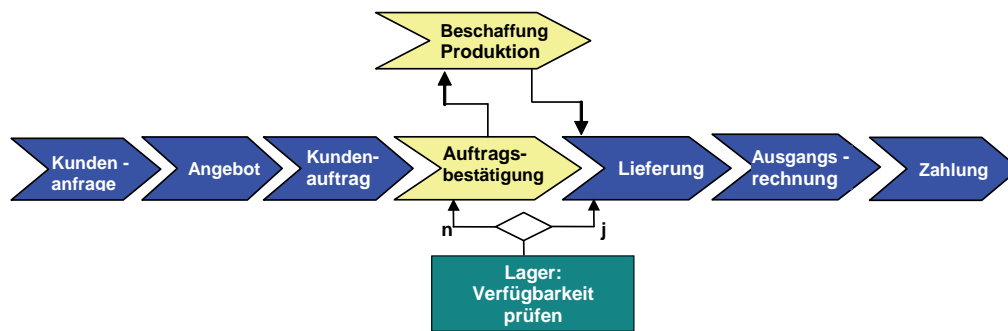 Beschaffung
Produktion
Kunden -
anfrage
Angebot
Kunden-
auftrag
Auftrags-
bestätigung
Lieferung
Ausgangs -
rechnung
Zahlung
n
j
Lager:
Verfügbarkeit
prüfen